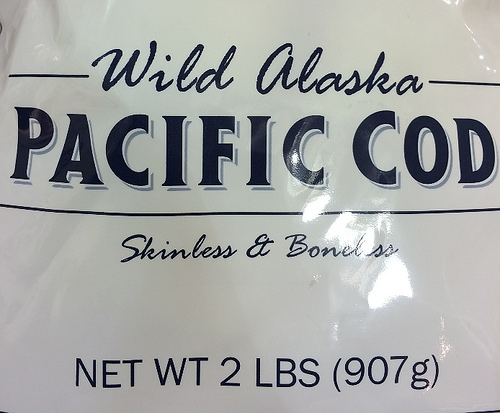 Wild Alaska
PACIFIC COD
Skinless & Boneless
NET WT 2 LBS (907g)